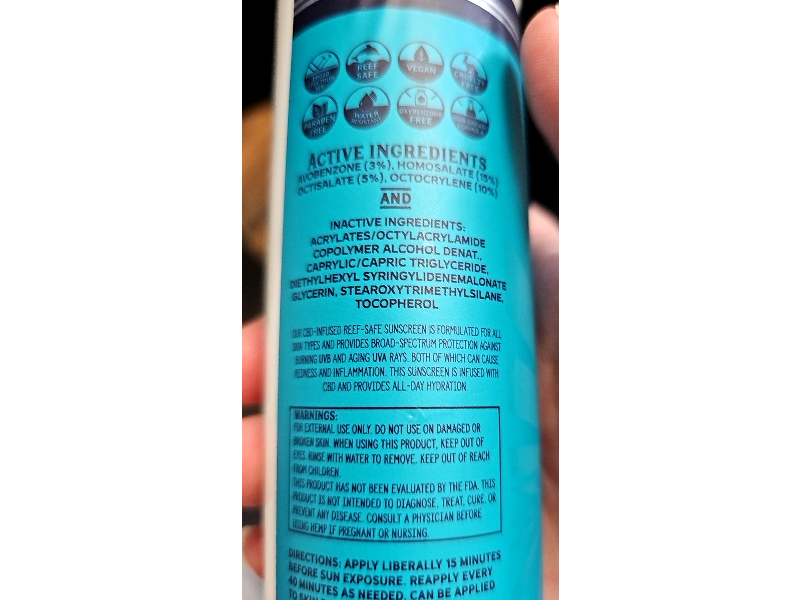 REEF
SAFE
VEGAN
CRUELTY
FREE
PARABEN
FREE
WATER
RESISTANT
OXYBENZONE
FREE
ACTIVE INGREDIENTS
AVOBENZONE (3%), HOMOSALATE (15%)
OCTISALATE (5%), OCTOCRYLENE (10%)
AND
INACTIVE INGREDIENTS:
ACRYLATES/OCTYLACRYLAMIDE
COPOLYMER ALCOHOL DENAT.,
CAPRYLIC/CAPRIC TRIGLYCERIDE,
DIETHYLHEXYL SYRINGYLIDENEMALONATE
GLYCERIN, STEAROXYTRIMETHYLSILANE,
TOCOPHEROL
OUR CBD-INFUSED REEF-SAFE SUNSCREEN IS FORMULATED FOR ALL
SKIN TYPES AND PROVIDES BROAD-SPECTRUM PROTECTION AGAINST
BURNING UVB AND AGING UVA RAYS. BOTH OF WHICH CAN CAUSE
REDNESS AND INFLAMMATION. THIS SUNSCREEN IS INFUSED WITH
CBD AND PROVIDES ALL-DAY HYDRATION
WARNINGS:
FOR EXTERNAL USE ONLY. DO NOT USE ON DAMAGED OR
BROKEN SKIN. WHEN USING THIS PRODUCT, KEEP OUT OF
EYES. RINSE WITH WATER TO REMOVE. KEEP OUT OF REACH
FROM CHILDREN.
THIS PRODUCT HAS NOT BEEN EVALUATED BY THE FDA. THIS
PRODUCT IS NOT INTENDED TO DIAGNOSE, TREAT, CURE, OR
PREVENT ANY DISEASE. CONSULT A PHYSICIAN BEFORE
USING HEMP IF PREGNANT OR NURSING.
DIRECTIONS: APPLY LIBERALLY 15 MINUTES
BEFORE SUN EXPOSURE. REAPPLY EVERY
40 MINUTES AS NEEDED. CAN BE APPLIED
TO SKIN